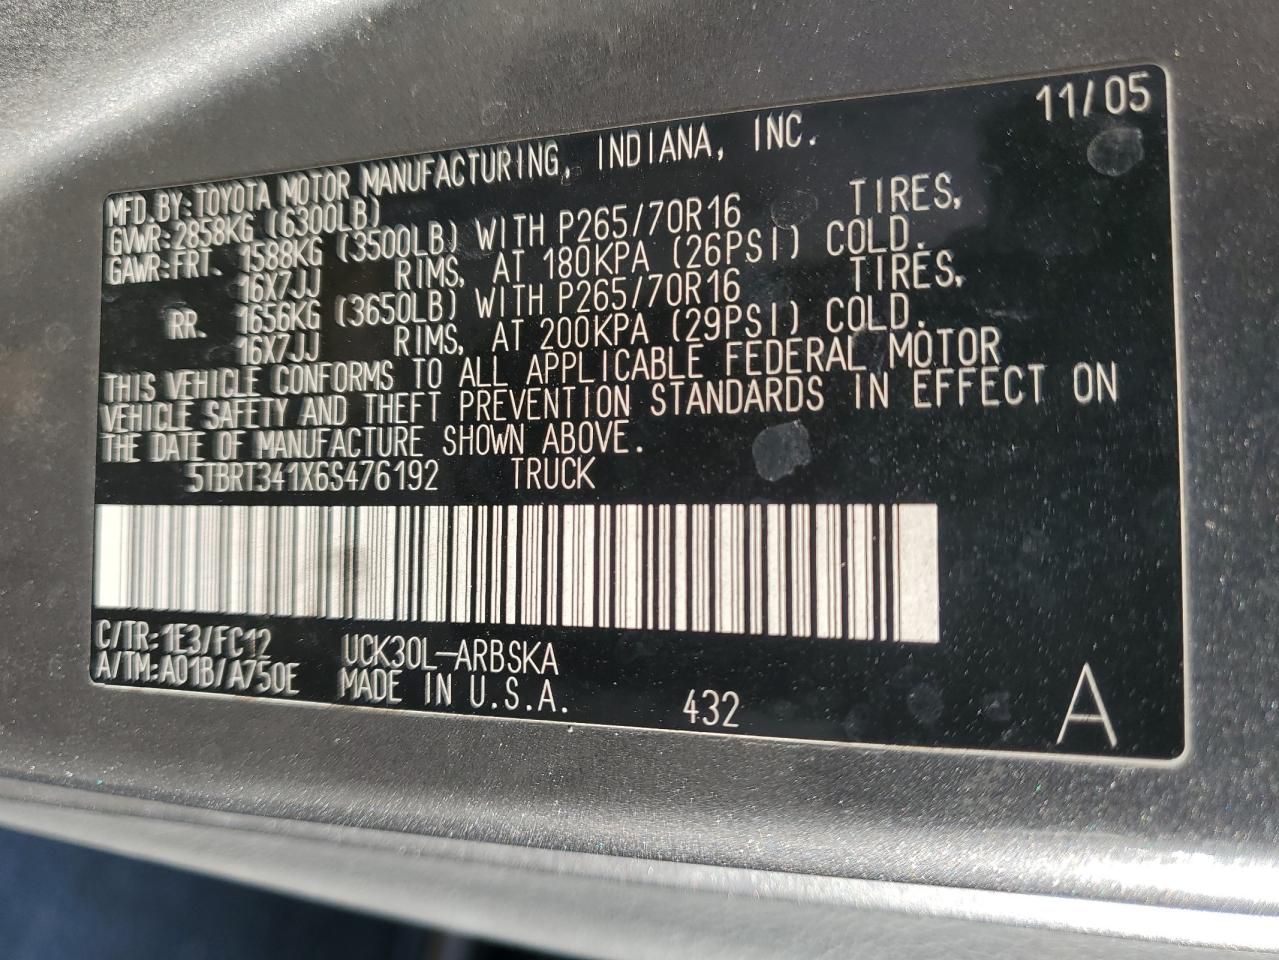 11/05
MFD.BY:TOYOTA MOTOR MANUFACTURING, INDIANA, INC.
GVWR:2858KG (6300LB)
GAWR:FRT. 1588KG (3500LB) WITH P265/70R16 TIRES,
16X7JJ RIMS, AT 180KPA (26PSI) COLD.
RR. 1656KG (3650LB) WITH P265/70R16 TIRES,
16X7JJ RIMS, AT 200KPA (29PSI) COLD.
THIS VEHICLE CONFORMS TO ALL APPLICABLE FEDERAL MOTOR
VEHICLE SAFETY AND THEFT PREVENTION STANDARDS IN EFFECT ON
THE DATE OF MANUFACTURE SHOWN ABOVE.
5TBRT341X6S476192 TRUCK
C/TR:1E3/FC12 UCK30L-ARBSKA
A/TM:A01B/A750E MADE IN U.S.A. 432
A